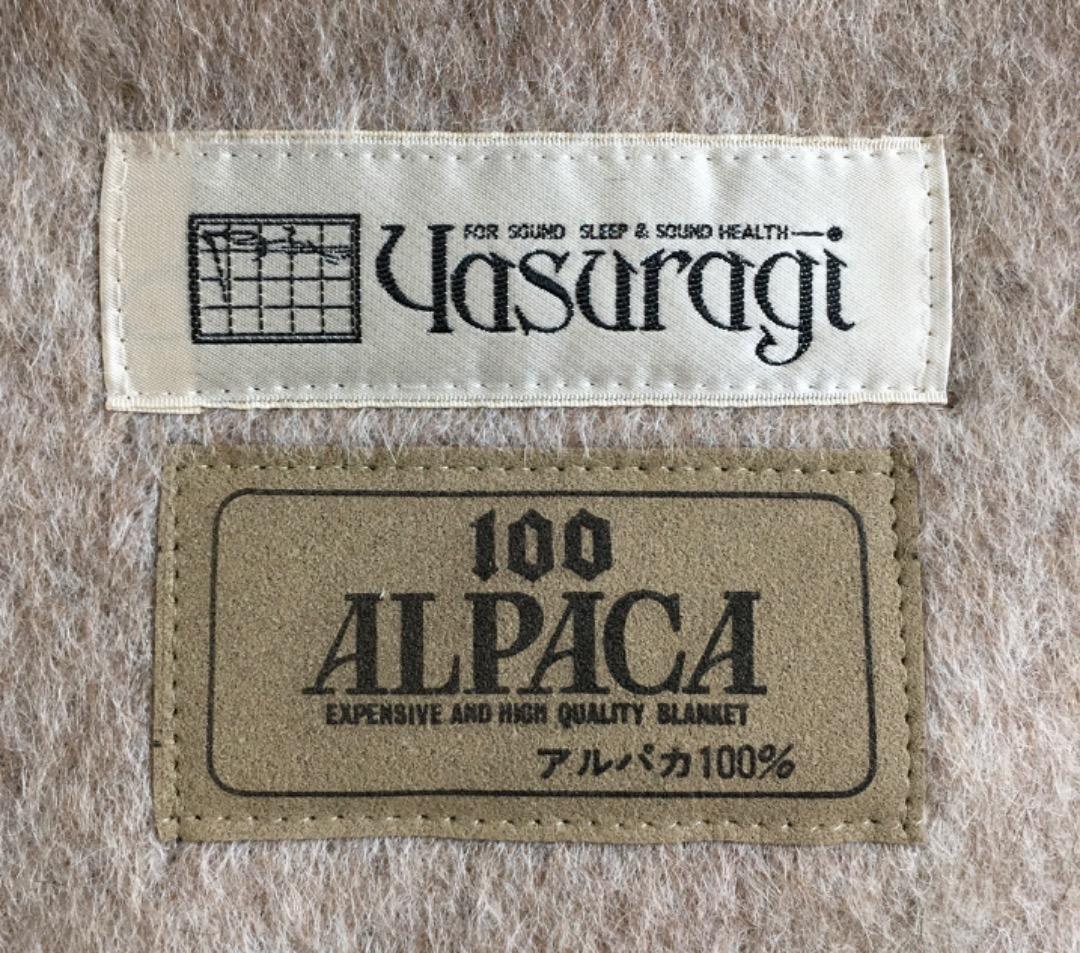 FOR SOUND SLEEP & SOUND HEALTH
Yasuragi
100
ALPACA
EXPENSIVE AND HIGH QUALITY BLANKET
アルパカ100%